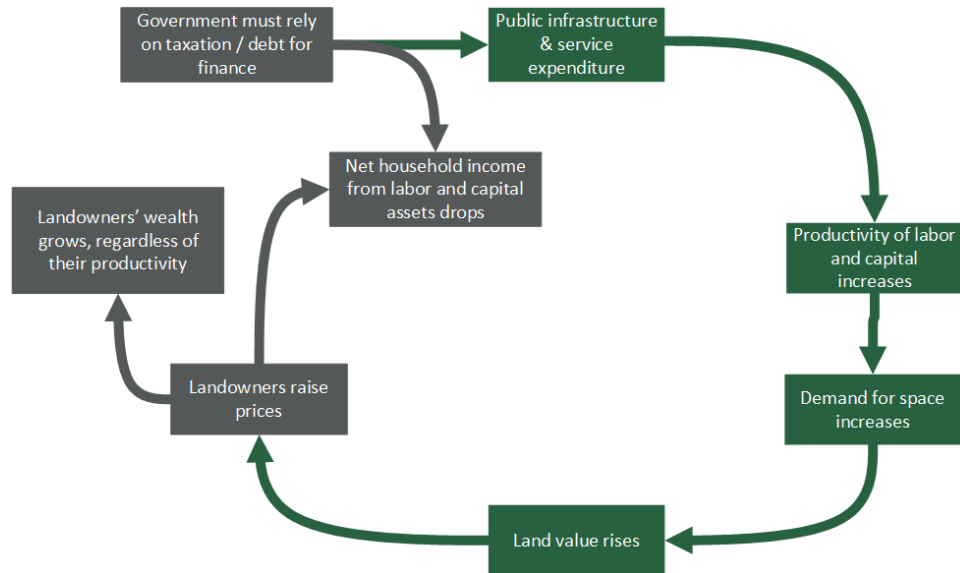 Government must rely
on taxation / debt for
finance
Public infrastructure
& service
expenditure
Net household income
from labor and capital
assets drops
Landowners’ wealth
grows, regardless of
their productivity
Productivity of labor
and capital
increases
Landowners raise
prices
Demand for space
increases
Land value rises